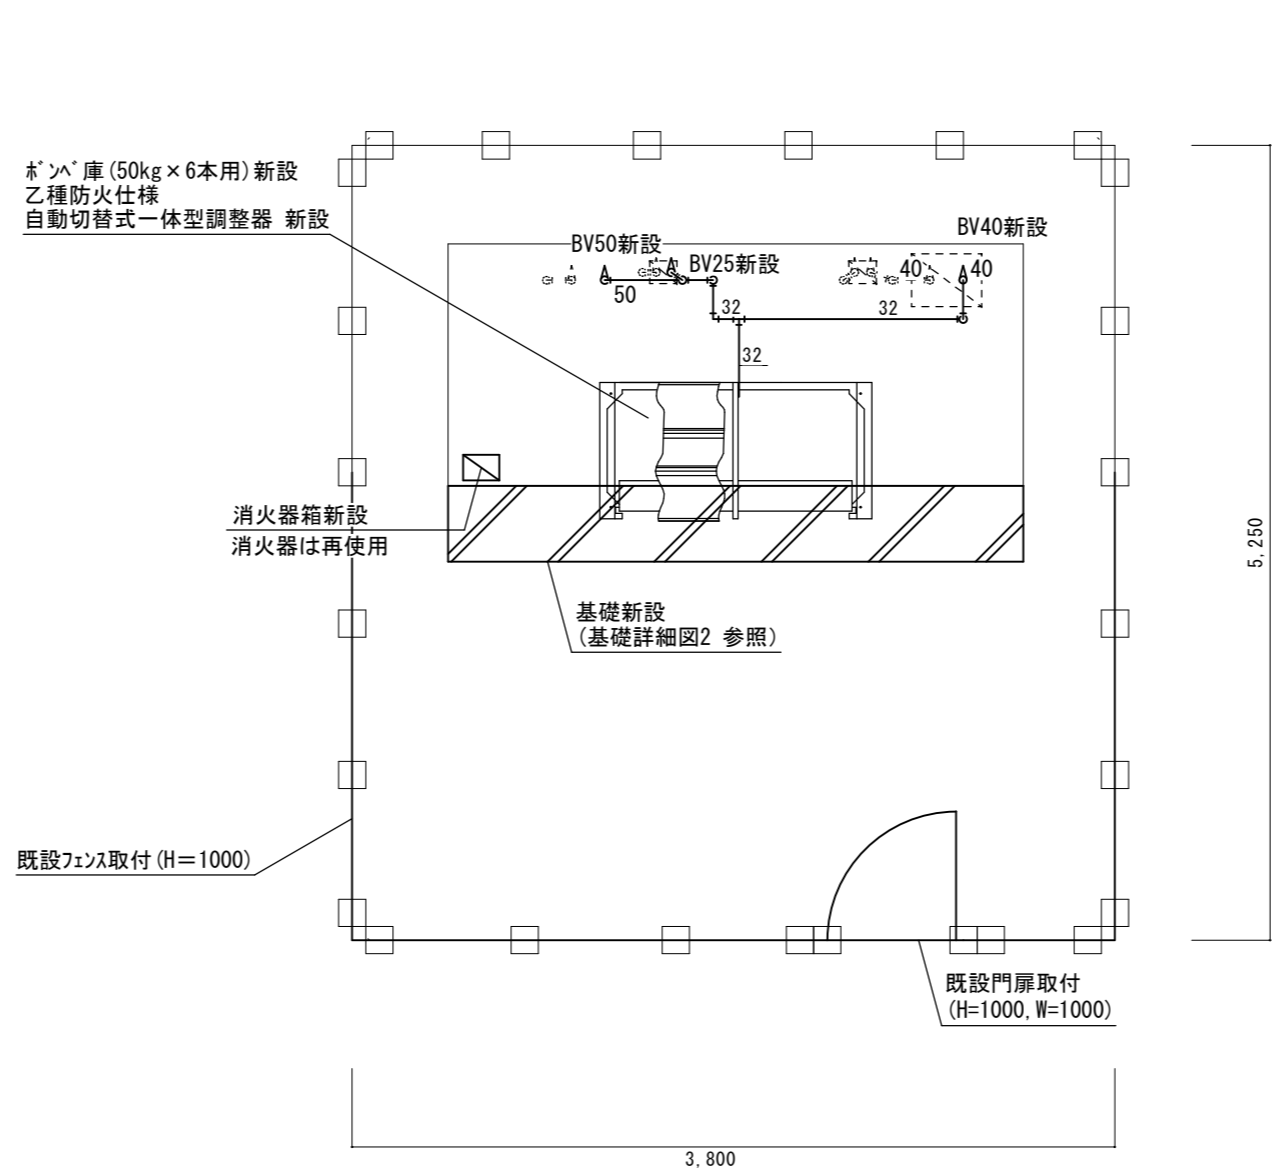 ﾎﾞﾝﾍﾞ庫(50kg×6本用)新設
乙種防火仕様
自動切替式一体型調整器 新設
BV50新設
BV25新設
BV40新設
50
40
40
32
32
32
消火器箱新設
消火器は再使用
基礎新設
(基礎詳細図2 参照)
5,250
既設ﾌｪﾝｽ取付(H=1000)
既設門扉取付
(H=1000,W=1000)
3,800